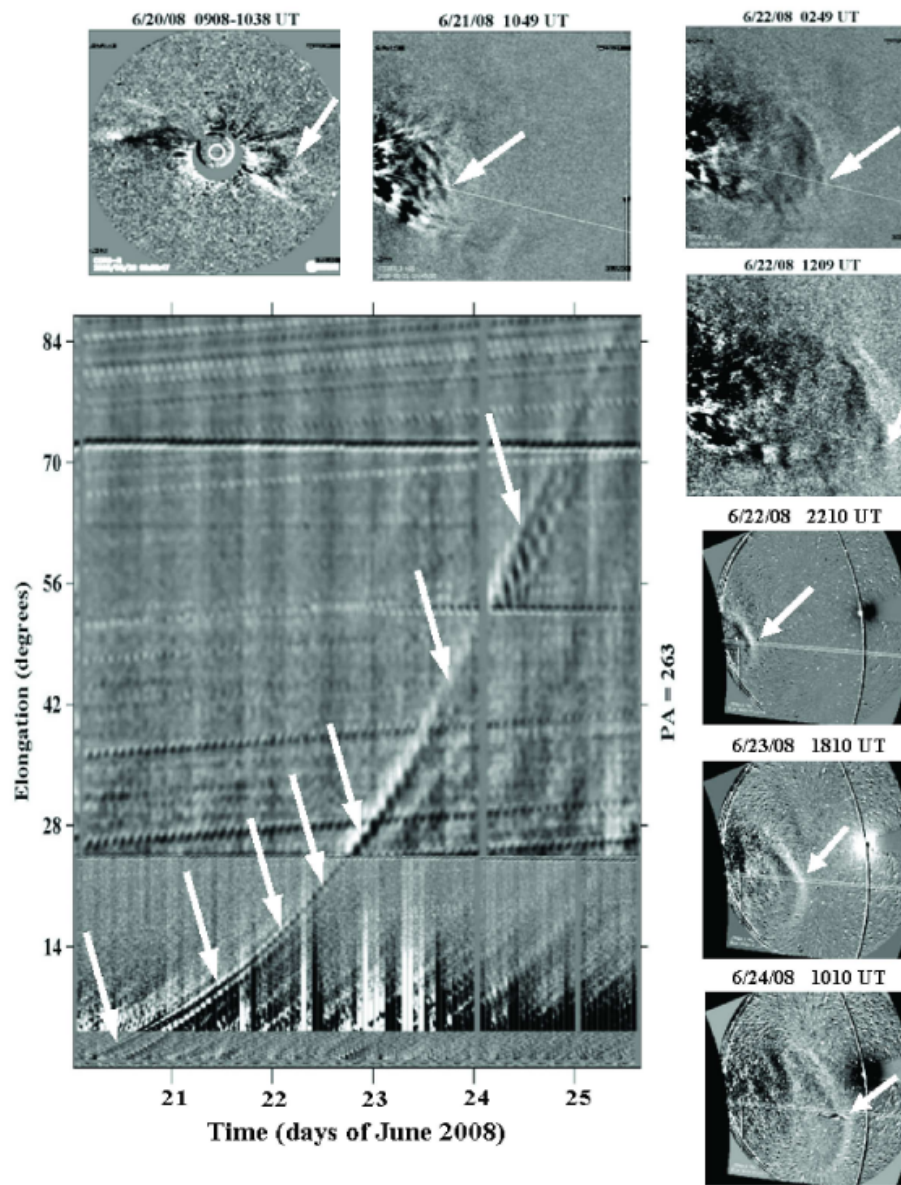 6/20/08 0908-1038 UT
6/21/08 1049 UT
6/22/08 0249 UT
6/22/08 1209 UT
6/22/08 2210 UT
6/23/08 1810 UT
6/24/08 1010 UT
84
70
56
42
28
14
Elongation (degrees)
PA = 263
21 22 23 24 25
Time (days of June 2008)